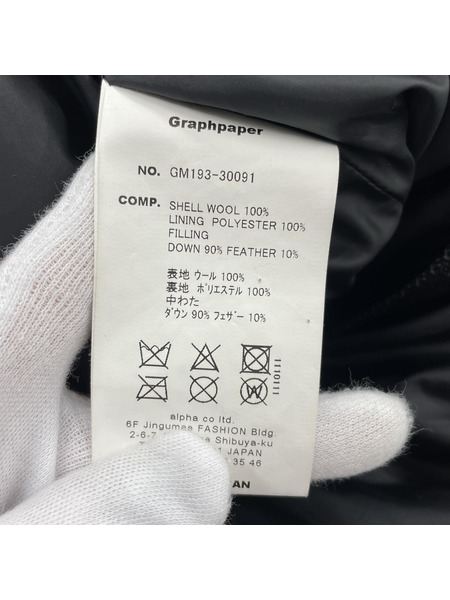 Graphpaper
NO. GM193-30091
COMP. SHELL WOOL 100%
LINING POLYESTER 100%
FILLING
DOWN 90% FEATHER 10%
表地 ウール 100%
裏地 ポリエステル 100%
中わた
ダウン 90% フェザー 10%
1110111
W
alpha co ltd.
6F Jingumae FASHION Bldg.
2-6-7 Shibuya-ku
JAPAN
35 46